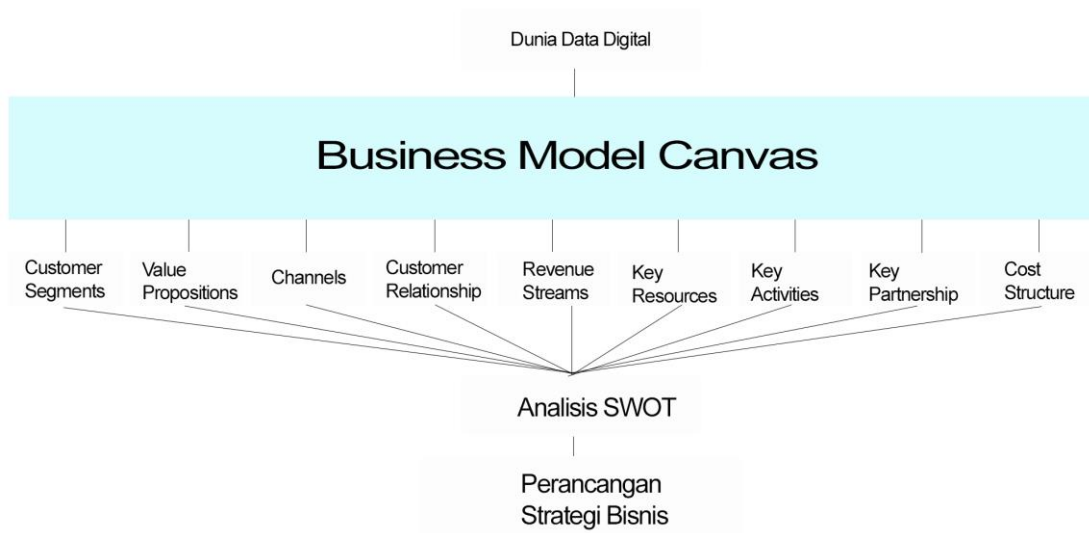 Dunia Data Digital
Business Model Canvas
Customer
Segments
Value
Propositions
Channels
Customer
Relationship
Revenue
Streams
Key
Resources
Key
Activities
Key
Partnership
Cost
Structure
Analisis SWOT
Perancangan
Strategi Bisnis